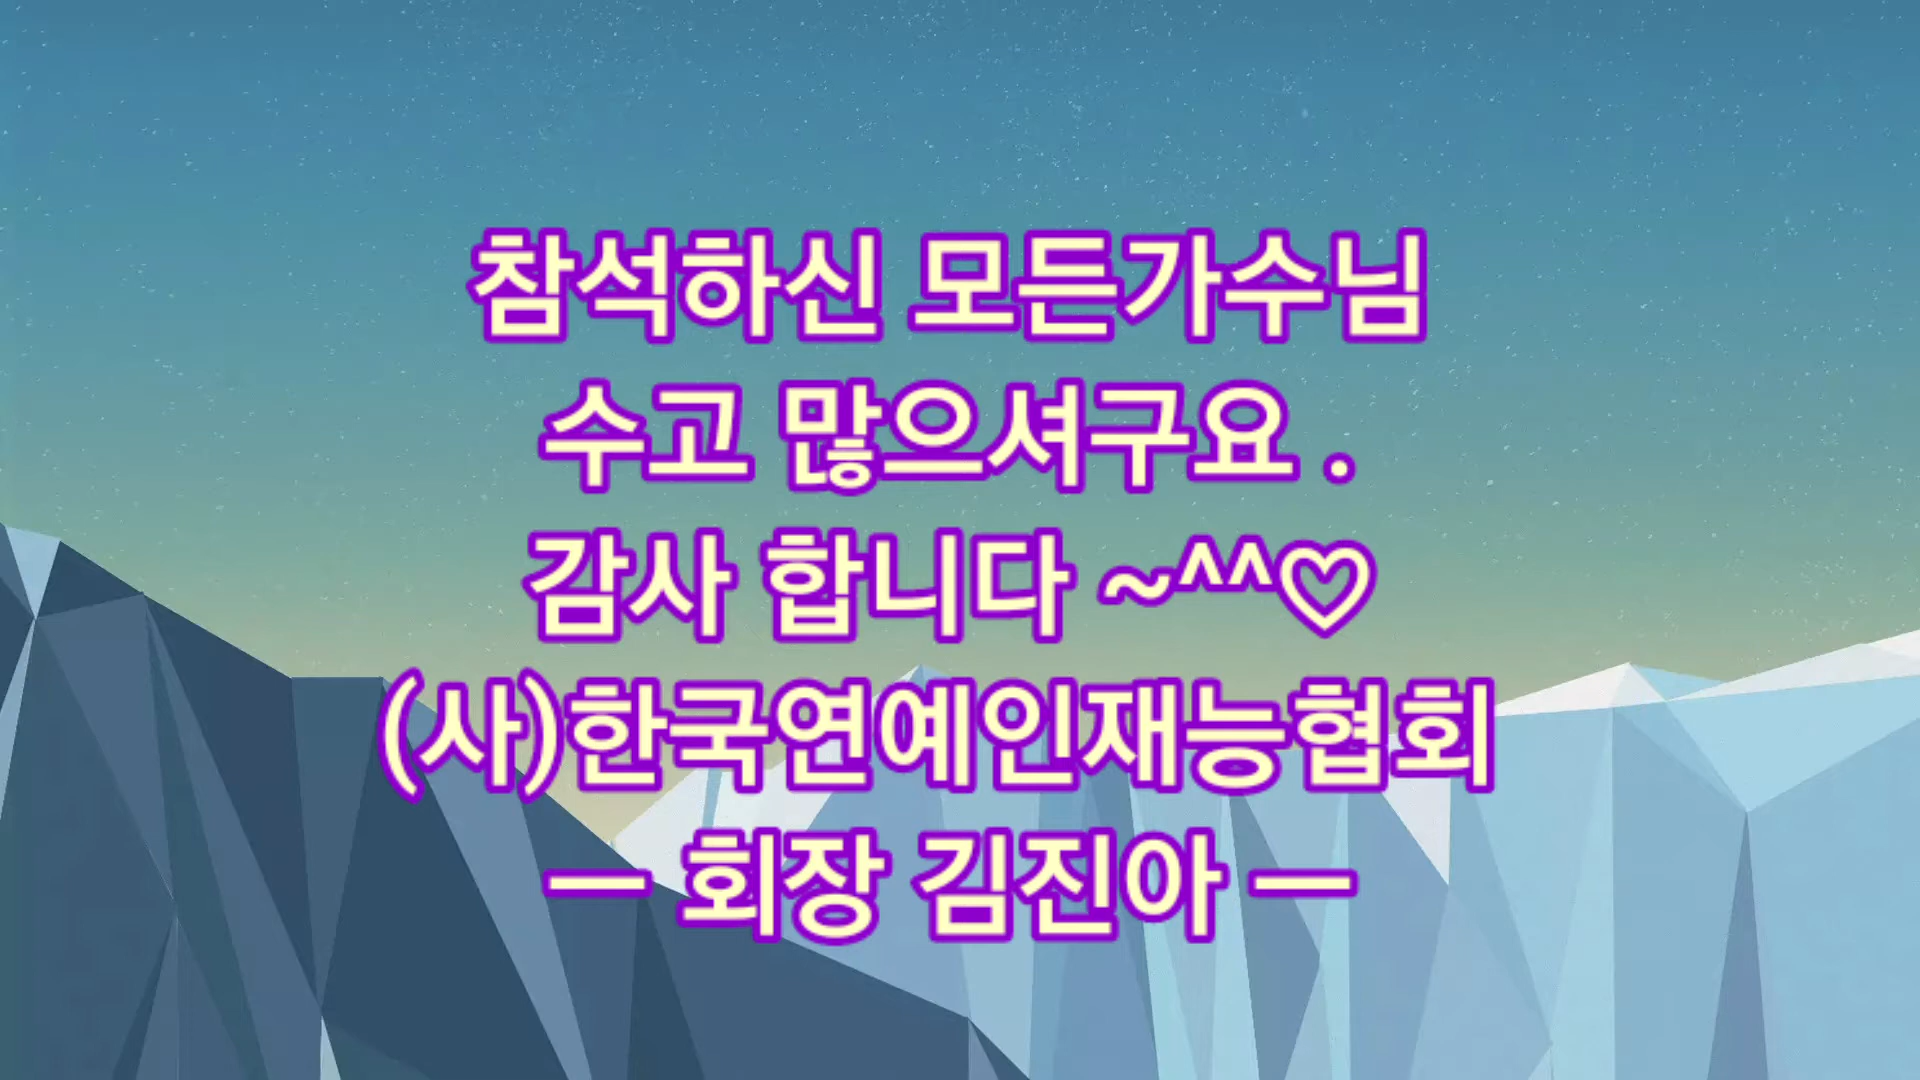 참석하신 모든가수님
수고 많으셔구요 .
감사 합니다 ~^^♡
(사)한국연예인재능협회
ㅡ 회장 김진아 ㅡ